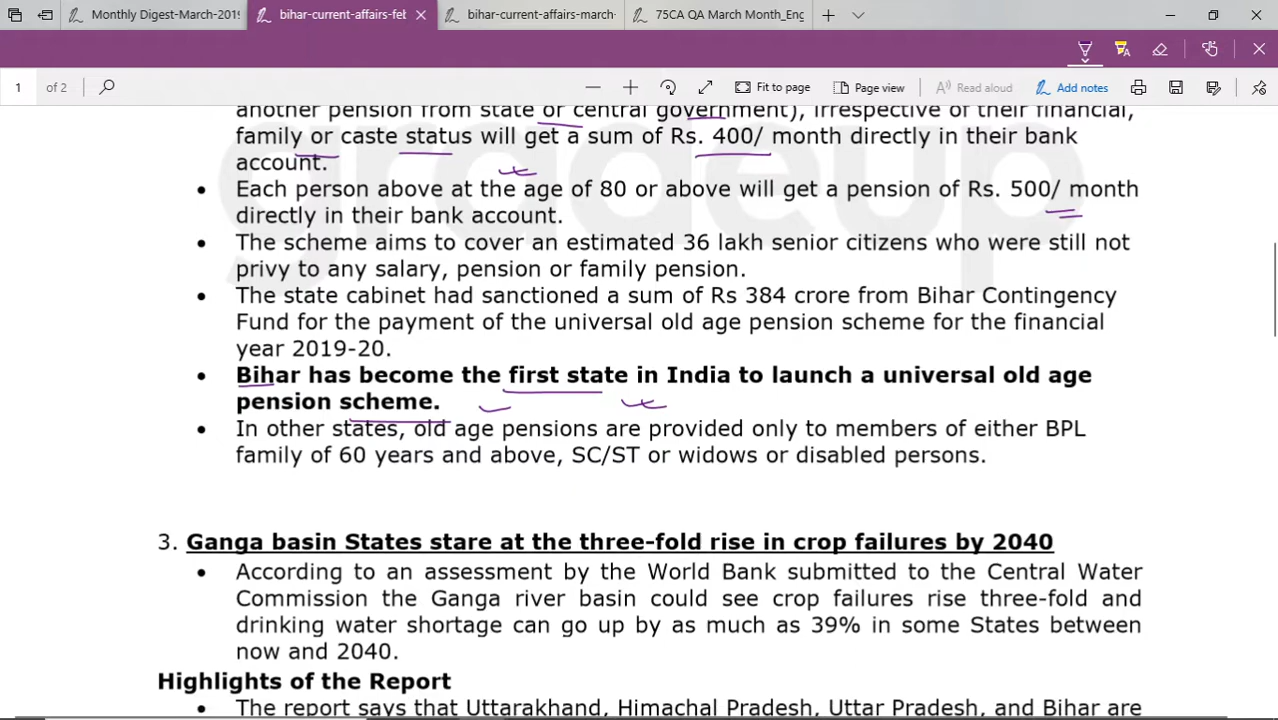 Monthly Digest-March-2019
bihar-current-affairs-feb
bihar-current-affairs-march-
75CA QA March Month_Eng
1 of 2
Fit to page
Page view
Read aloud
Add notes
another pension from state or central government), irrespective of their financial,
family or caste status will get a sum of Rs. 400/ month directly in their bank
account.
• Each person above at the age of 80 or above will get a pension of Rs. 500/ month
directly in their bank account.
• The scheme aims to cover an estimated 36 lakh senior citizens who were still not
privy to any salary, pension or family pension.
• The state cabinet had sanctioned a sum of Rs 384 crore from Bihar Contingency
Fund for the payment of the universal old age pension scheme for the financial
year 2019-20.
• Bihar has become the first state in India to launch a universal old age
pension scheme.
• In other states, old age pensions are provided only to members of either BPL
family of 60 years and above, SC/ST or widows or disabled persons.
3. Ganga basin States stare at the three-fold rise in crop failures by 2040
• According to an assessment by the World Bank submitted to the Central Water
Commission the Ganga river basin could see crop failures rise three-fold and
drinking water shortage can go up by as much as 39% in some States between
now and 2040.
Highlights of the Report
• The report says that Uttarakhand, Himachal Pradesh, Uttar Pradesh, and Bihar are
gradeup